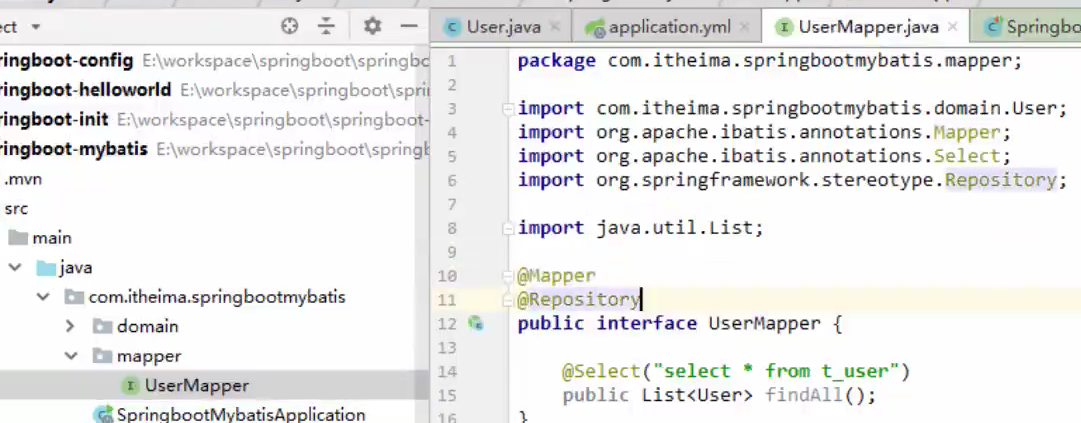 ect
ringboot-config E:\workspace\springboot\springbo
ringboot-helloworld E:\workspace\springboot\spri
ringboot-init E:\workspace\springboot\springboot-
ringboot-mybatis E:\workspace\springboot\springb
.mvn
src
main
java
com.itheima.springbootmybatis
domain
mapper
UserMapper
SpringbootMybatisApplication
User.java application.yml UserMapper.java Springbo
1 package com.itheima.springbootmybatis.mapper;
2
3 import com.itheima.springbootmybatis.domain.User;
4 import org.apache.ibatis.annotations.Mapper;
5 import org.apache.ibatis.annotations.Select;
6 import org.springframework.stereotype.Repository;
7
8 import java.util.List;
9
10 @Mapper
11 @Repository
12 public interface UserMapper {
13
14 @Select("select * from t_user")
15 public List<User> findAll();
16 }